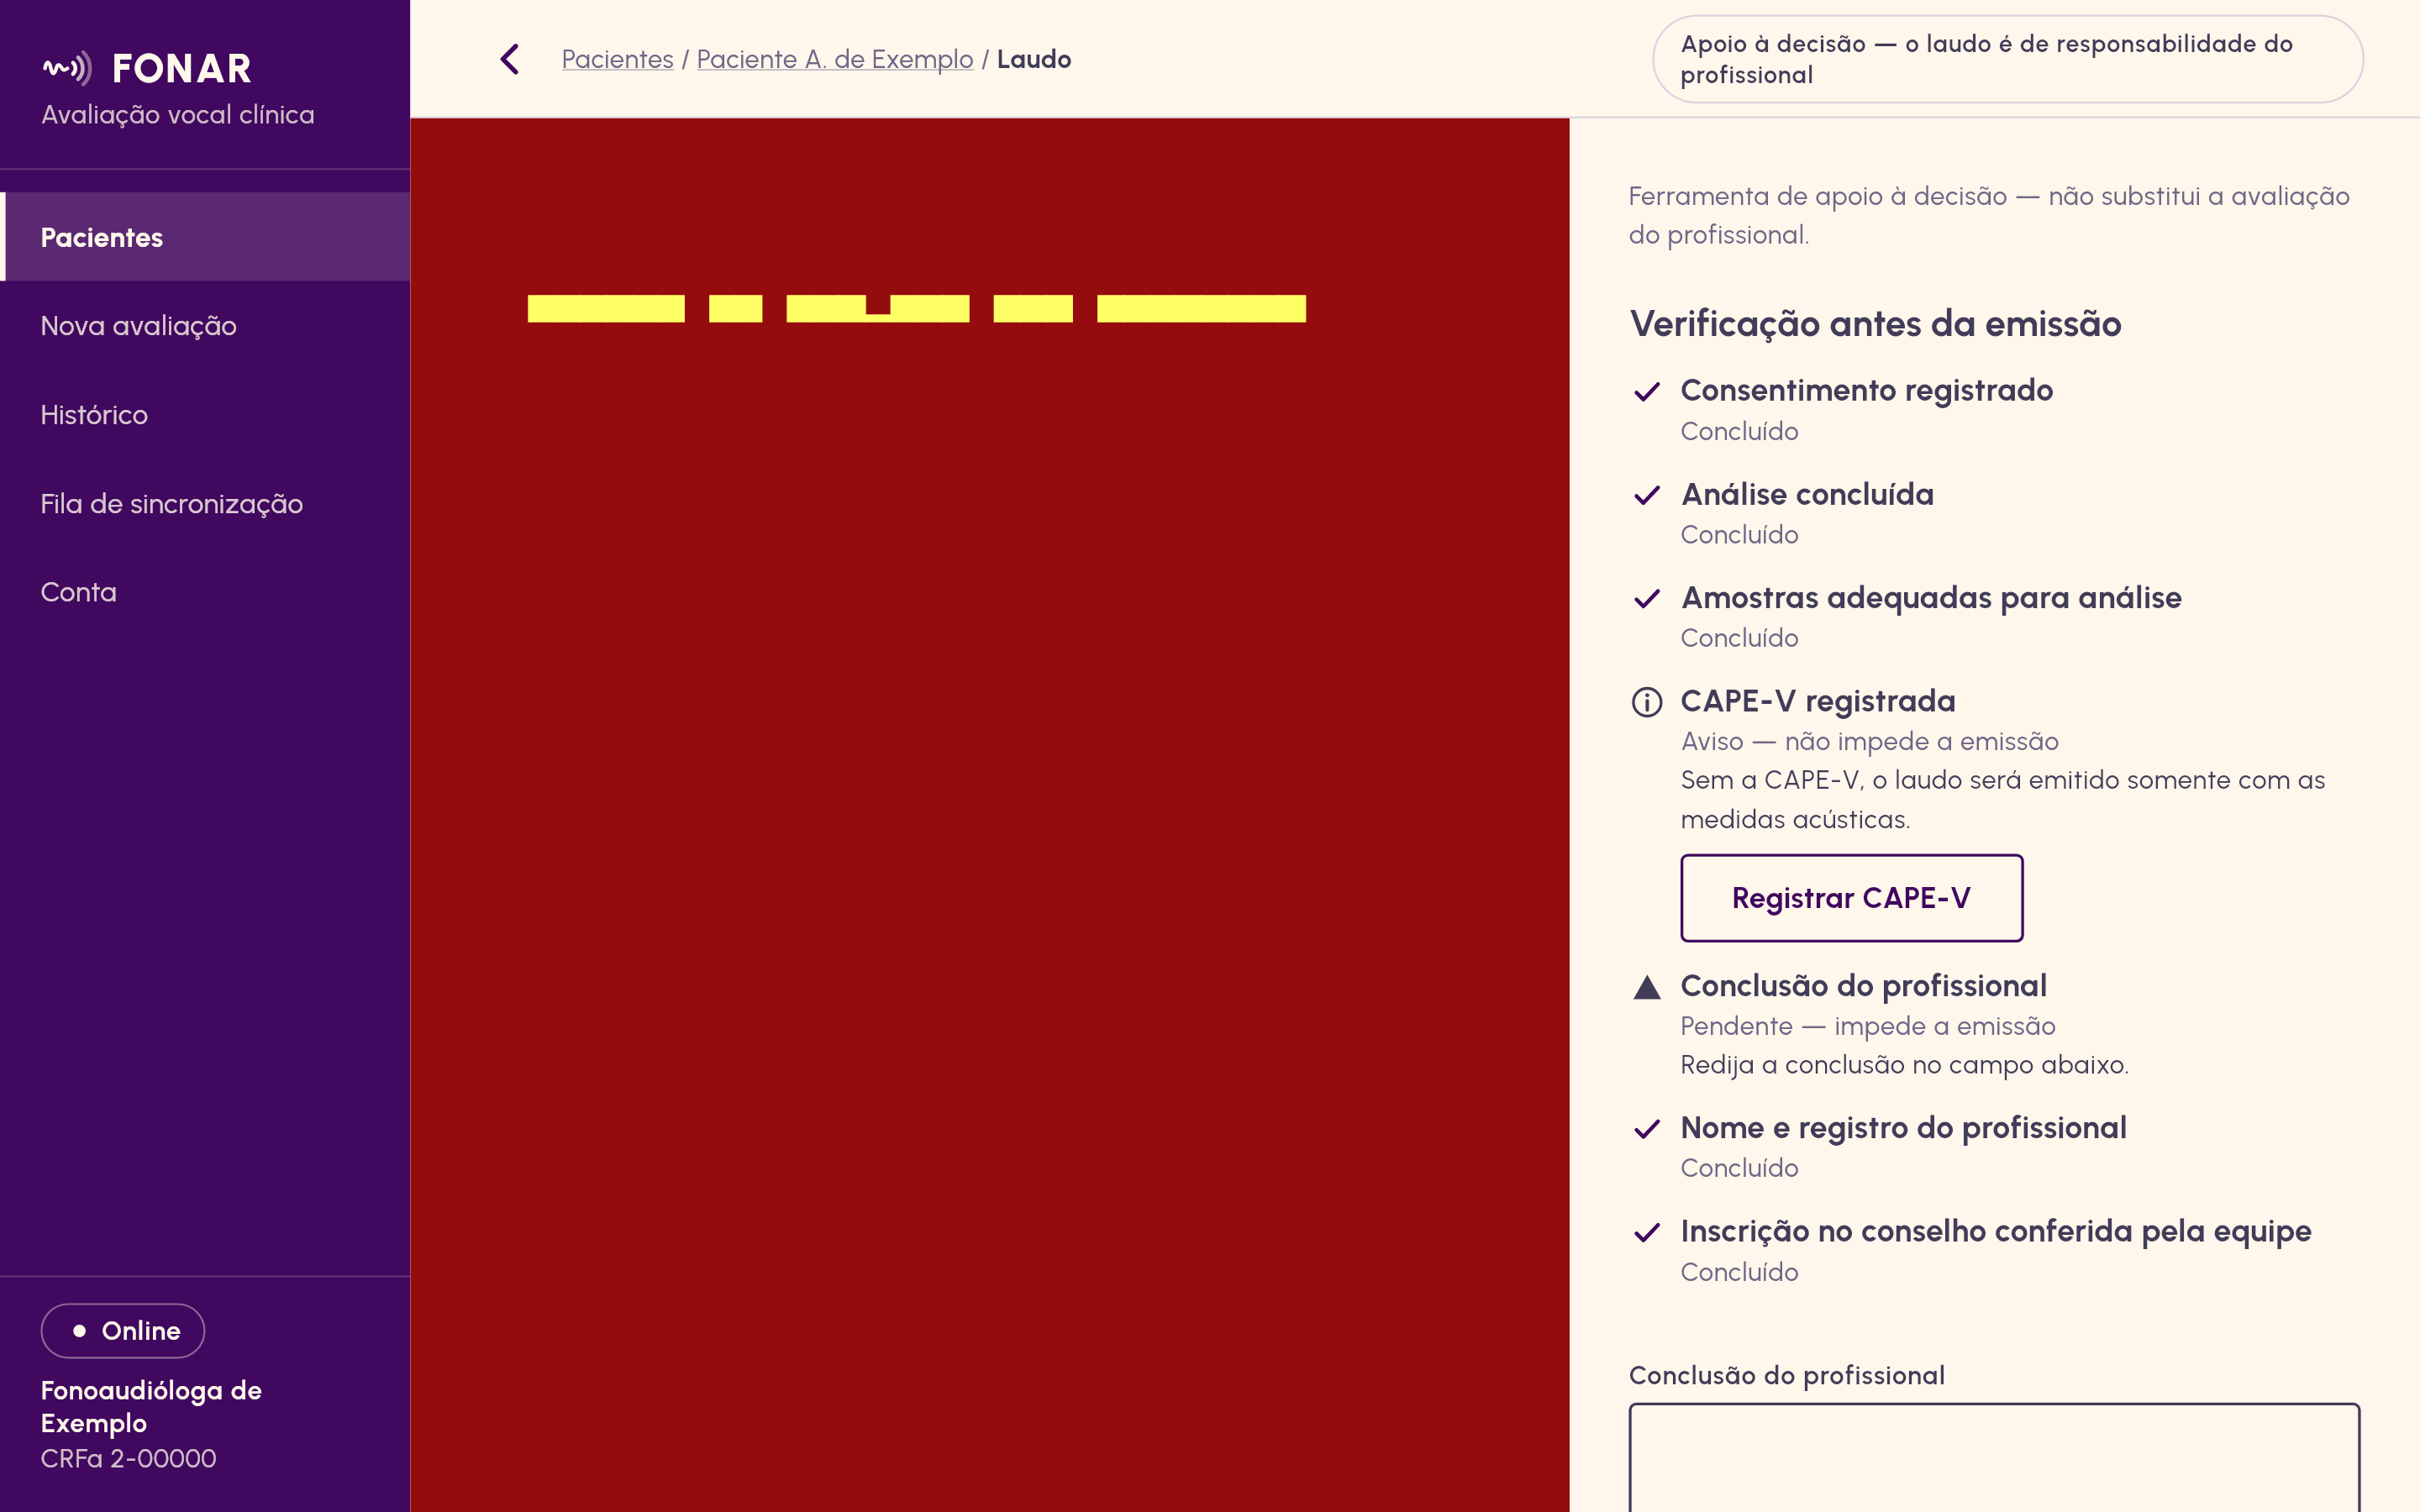 FONAR
Avaliação vocal clínica
Pacientes
Nova avaliação
Histórico
Fila de sincronização
Conta
Online
Fonoaudióloga de
Exemplo
CRFa 2-00000
Pacientes / Paciente A. de Exemplo / Laudo
Apoio à decisão — o laudo é de responsabilidade do
profissional
Ferramenta de apoio à decisão — não substitui a avaliação
do profissional.
Verificação antes da emissão
Consentimento registrado
Concluído
Análise concluída
Concluído
Amostras adequadas para análise
Concluído
CAPE-V registrada
Aviso — não impede a emissão
Sem a CAPE-V, o laudo será emitido somente com as
medidas acústicas.
Registrar CAPE-V
Conclusão do profissional
Pendente — impede a emissão
Redija a conclusão no campo abaixo.
Nome e registro do profissional
Concluído
Inscrição no conselho conferida pela equipe
Concluído
Conclusão do profissional